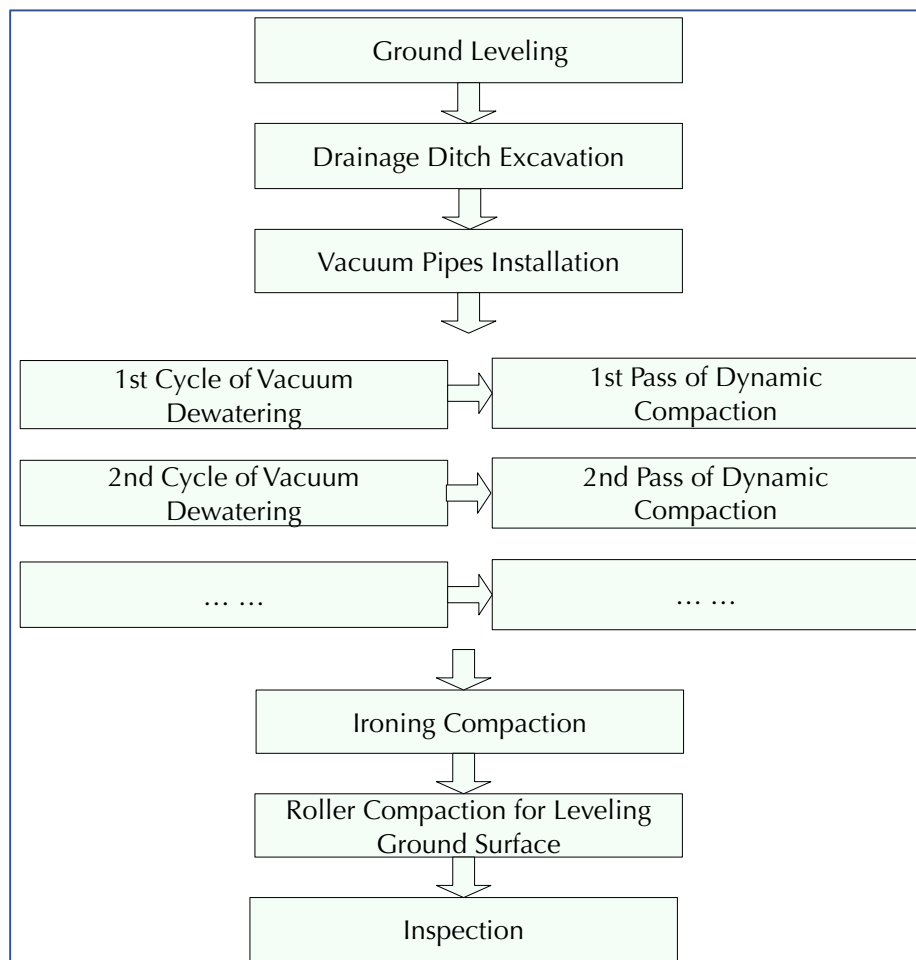 Ground Leveling
Drainage Ditch Excavation
Vacuum Pipes Installation
1st Cycle of Vacuum
Dewatering
1st Pass of Dynamic
Compaction
2nd Cycle of Vacuum
Dewatering
2nd Pass of Dynamic
Compaction
… …
… …
Ironing Compaction
Roller Compaction for Leveling
Ground Surface
Inspection